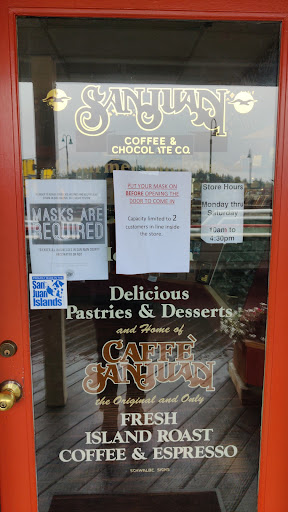 SAN JUAN
COFFEE &
CHOCOLATE CO.
MASKS ARE
REQUIRED
PUT YOUR MASK ON
BEFORE OPENING THE
DOOR TO COME IN
Capacity limited to 2
customers in line inside
the store.
Store Hours
Monday thru
Saturday
10am to
4:30pm
San Juan
Islands
Delicious
Pastries & Desserts
and Home of
CAFFÈ
SAN JUAN
the Original and Only
FRESH
ISLAND ROAST
COFFEE & ESPRESSO